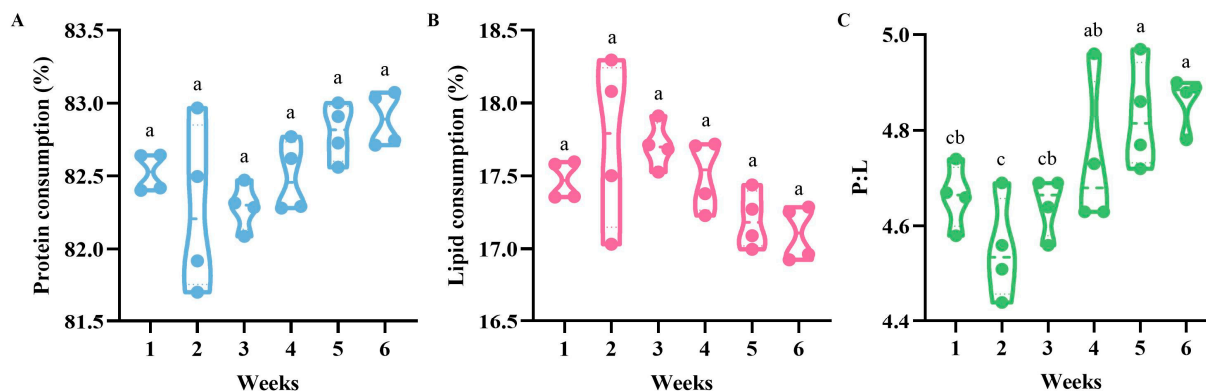 A
Protein consumption (%)
83.5
83.0
82.5
82.0
81.5
a
a
a
a
a
a
1 2 3 4 5 6
Weeks
B
Lipid consumption (%)
18.5
18.0
17.5
17.0
16.5
a
a
a
a
a
a
1 2 3 4 5 6
Weeks
C
P:L
5.0
4.8
4.6
4.4
cb
c
cb
ab
a
a
1 2 3 4 5 6
Weeks